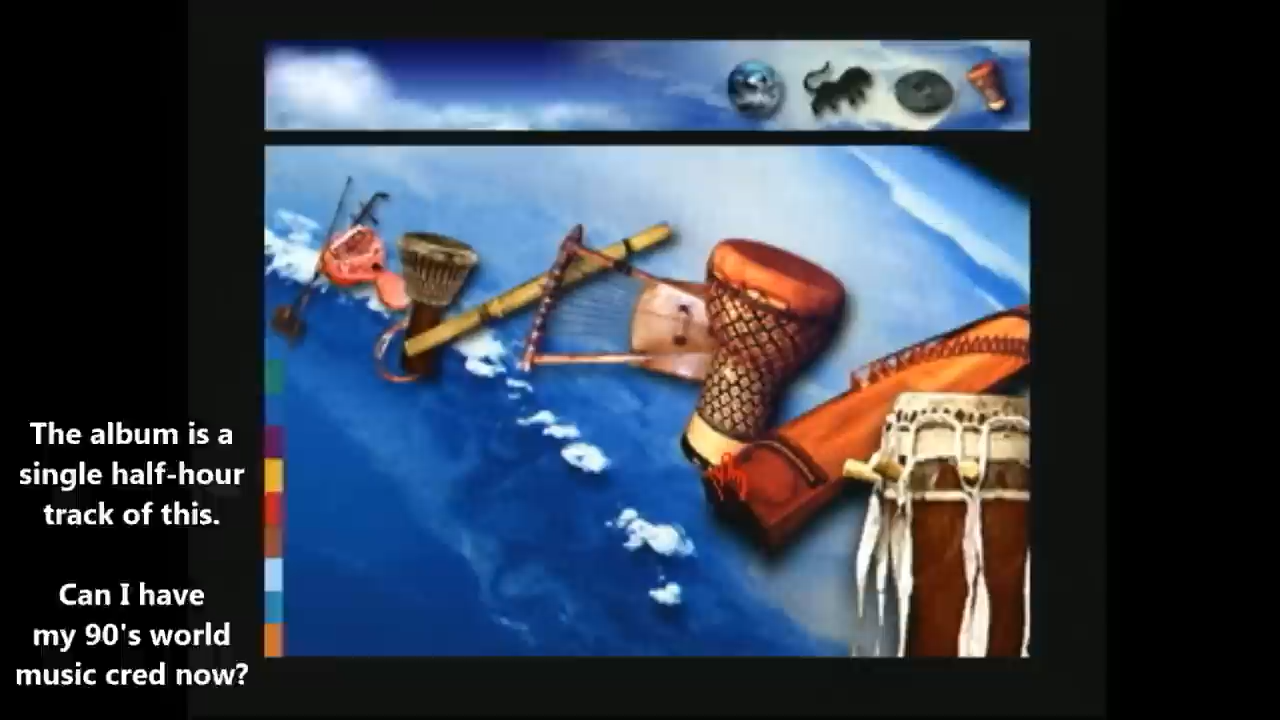 The album is a
single half-hour
track of this.
Can I have
my 90's world
music cred now?